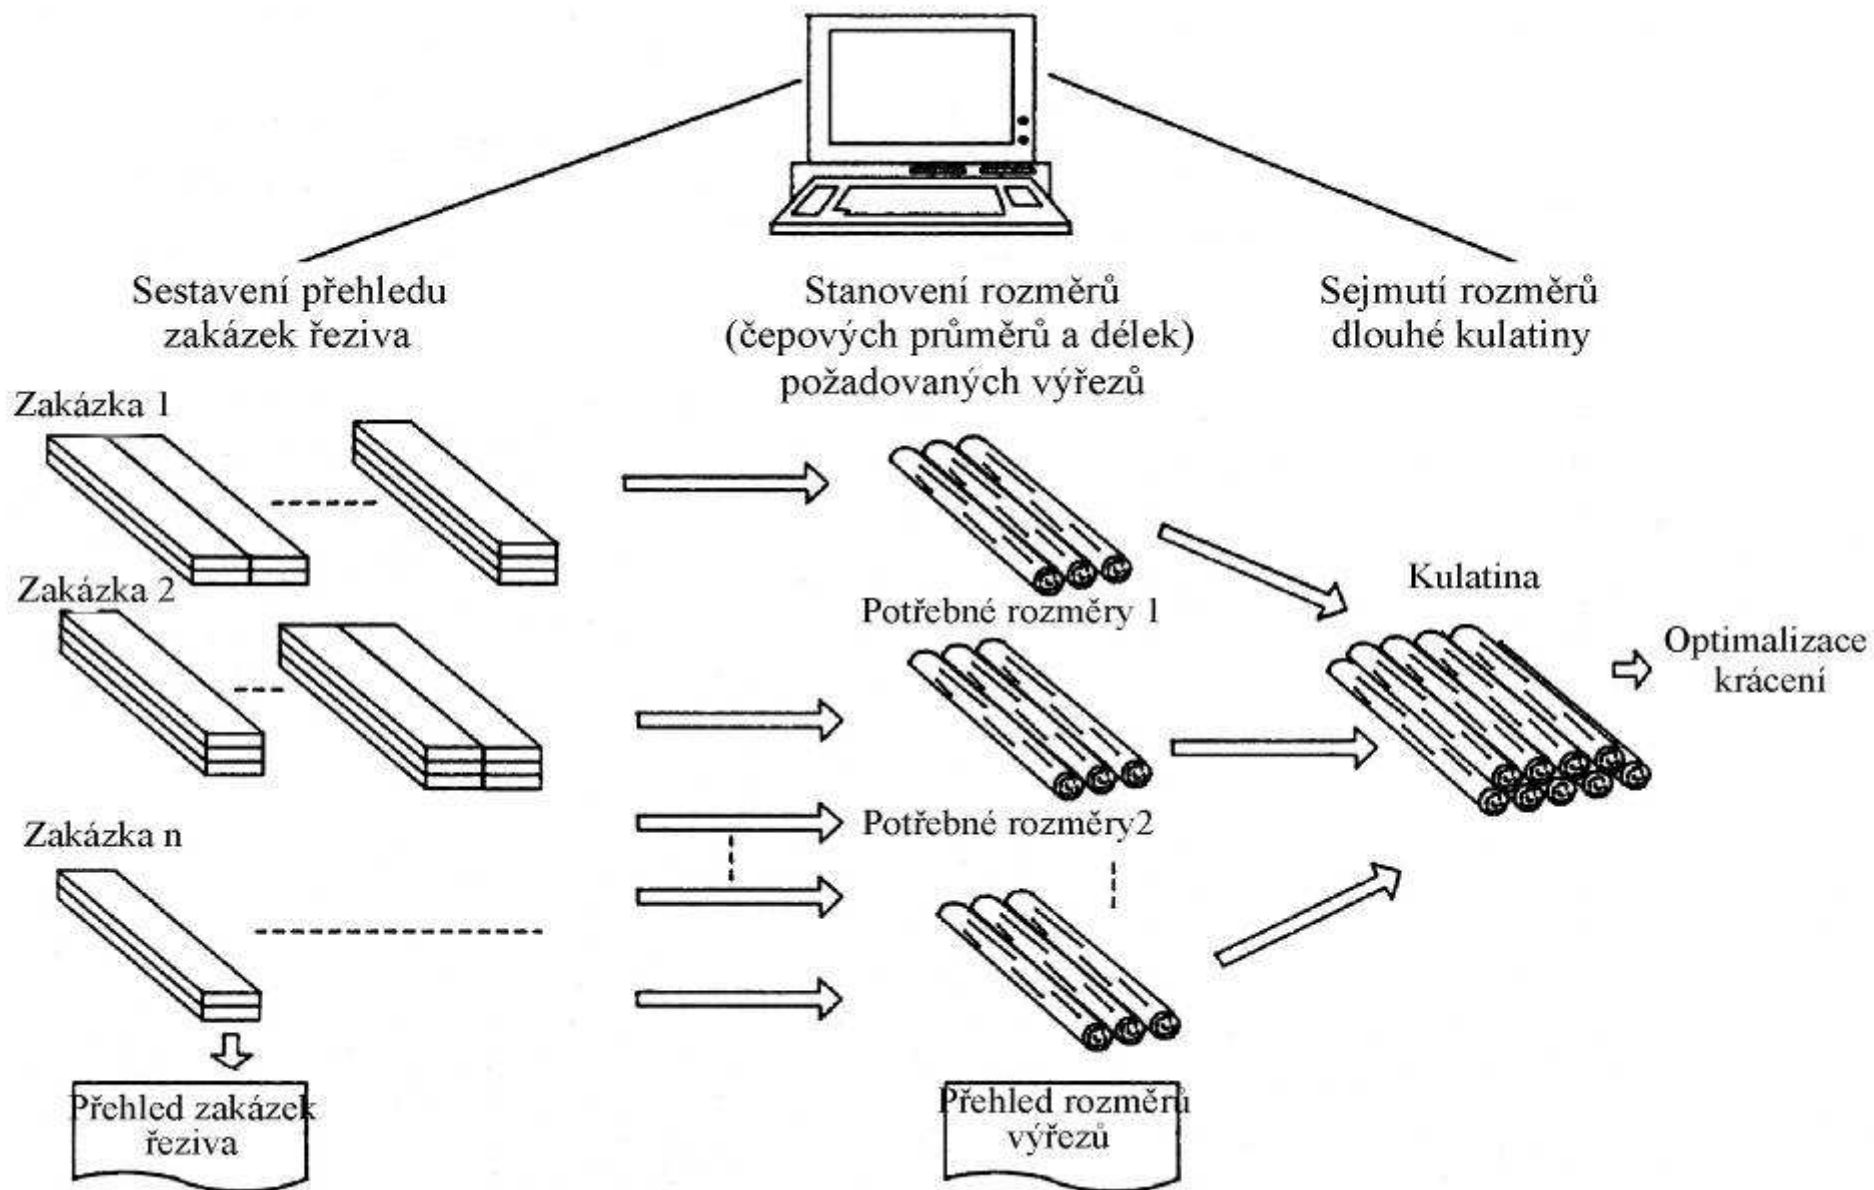 Sestavení přehledu
zakázek řeziva
Stanovení rozměrů
(čepových průměrů a délek)
požadovaných výřezů
Sejmutí rozměrů
dlouhé kulatiny
Zakázka 1
Zakázka 2
Potřebné rozměry 1
Kulatina
Optimalizace
krácení
Zakázka n
Potřebné rozměry2
Přehled zakázek
řeziva
Přehled rozměrů
výřezů